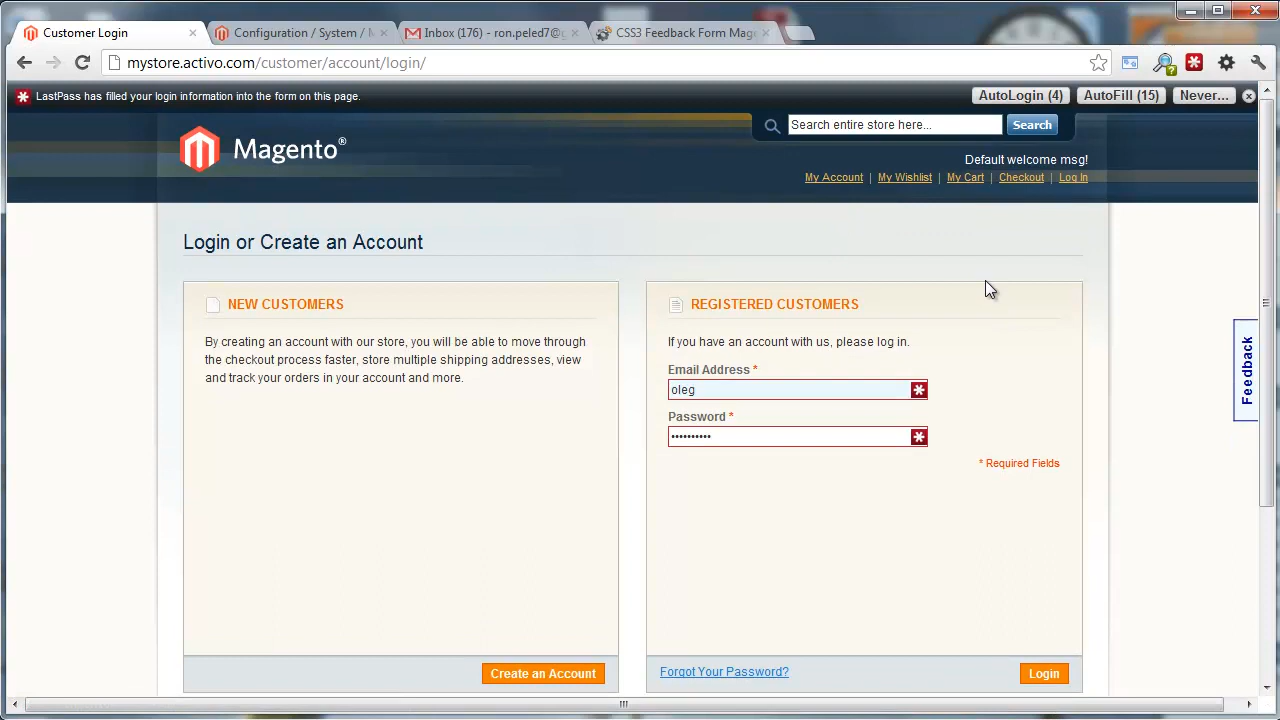 Customer Login
Configuration / System / M
Inbox (176) - ron.peled7@g
CSS3 Feedback Form Mage
mystore.activo.com/customer/account/login/
LastPass has filled your login information into the form on this page.
AutoLogin (4)
AutoFill (15)
Never...
Magento®
Search entire store here...
Search
Default welcome msg!
My Account | My Wishlist | My Cart | Checkout | Log In
Login or Create an Account
NEW CUSTOMERS
By creating an account with our store, you will be able to move through
the checkout process faster, store multiple shipping addresses, view
and track your orders in your account and more.
Create an Account
REGISTERED CUSTOMERS
If you have an account with us, please log in.
Email Address *
oleg
Password *
••••••••••
* Required Fields
Forgot Your Password?
Login
Feedback